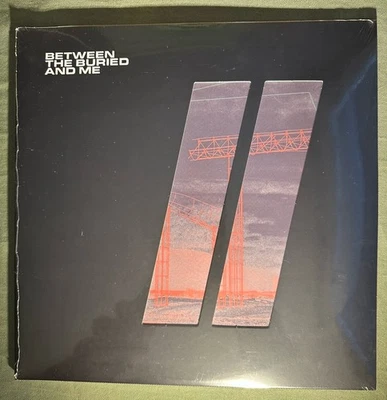 BETWEEN
THE BURIED
AND ME